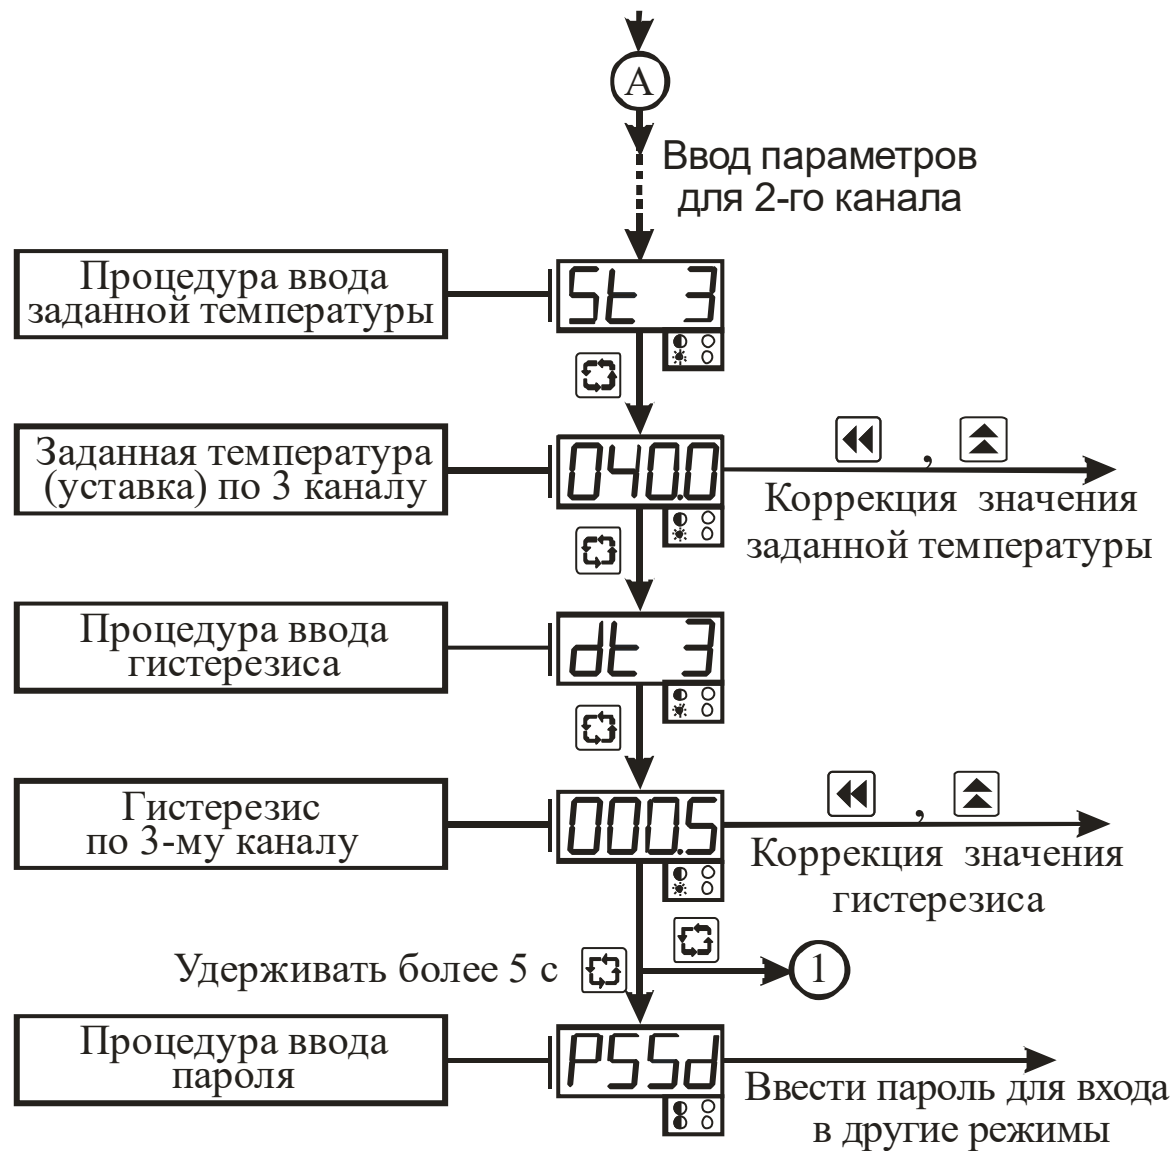 А
Ввод параметров
для 2-го канала
Процедура ввода
заданной температуры
St 3
Заданная температура
(уставка) по 3 каналу
040.0
,
Коррекция значения
заданной температуры
Процедура ввода
гистерезиса
dt 3
Гистерезис
по 3-му каналу
000.5
,
Коррекция значения
гистерезиса
Удерживать более 5 с
1
Процедура ввода
пароля
PSSd
Ввести пароль для входа
в другие режимы